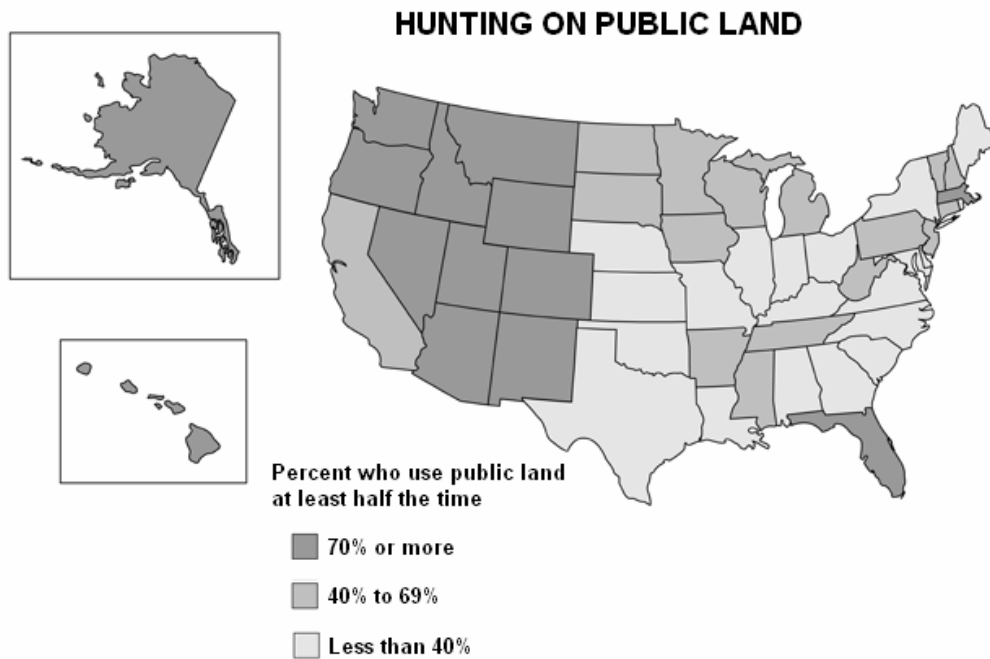 HUNTING ON PUBLIC LAND
Percent who use public land
at least half the time
70% or more
40% to 69%
Less than 40%